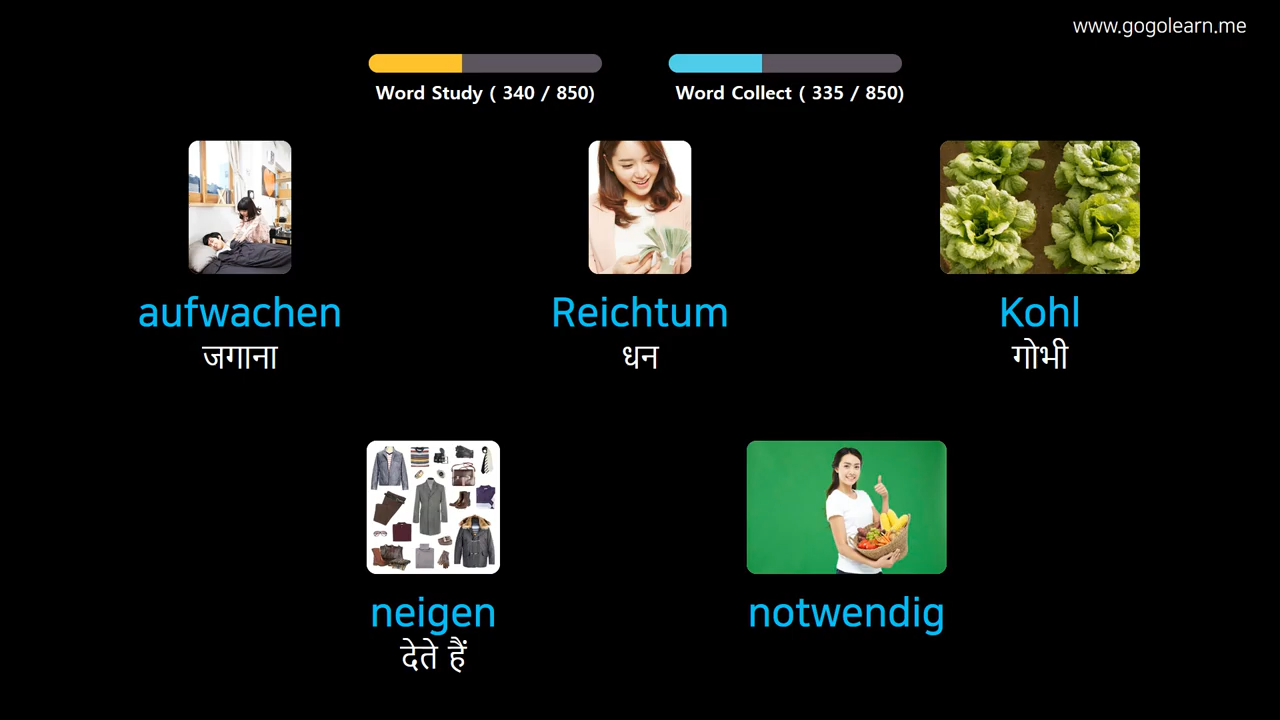 www.gogolearn.me
Word Study ( 340 / 850)
Word Collect ( 335 / 850)
aufwachen
जगाना
Reichtum
धन
Kohl
गोभी
neigen
देते हैं
notwendig